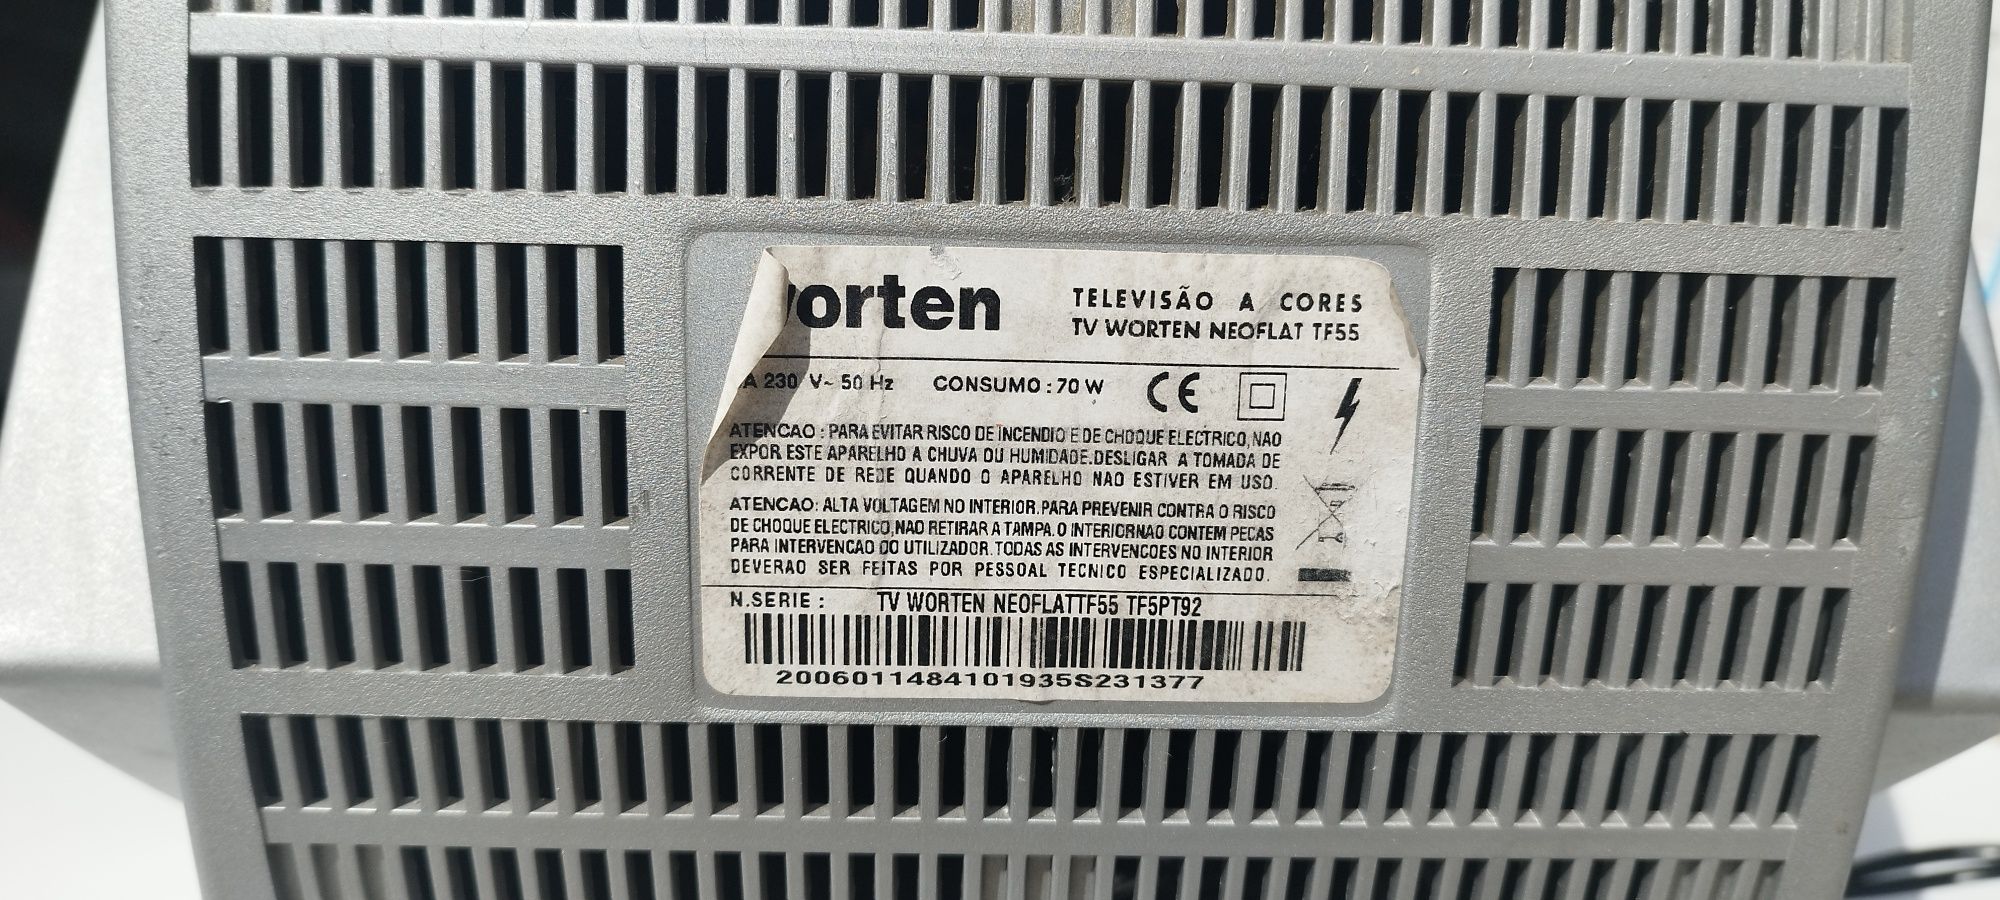 worten
TELEVISÃO A CORES
TV WORTEN NEOFLAT TF55
A 230 V~ 50 Hz CONSUMO : 70 W CE
ATENCAO : PARA EVITAR RISCO DE INCENDIO E DE CHOQUE ELECTRICO, NAO
EXPOR ESTE APARELHO A CHUVA OU HUMIDADE. DESLIGAR A TOMADA DE
CORRENTE DE REDE QUANDO O APARELHO NAO ESTIVER EM USO.
ATENCAO: ALTA VOLTAGEM NO INTERIOR. PARA PREVENIR CONTRA O RISCO
DE CHOQUE ELECTRICO, NAO RETIRAR A TAMPA. O INTERIOR NAO CONTEM PECAS
PARA INTERVENCAO DO UTILIZADOR. TODAS AS INTERVENCOES NO INTERIOR
DEVERAO SER FEITAS POR PESSOAL TECNICO ESPECIALIZADO.
N.SERIE : TV WORTEN NEOFLATTF55 TF5PT92
2006011484101935S231377